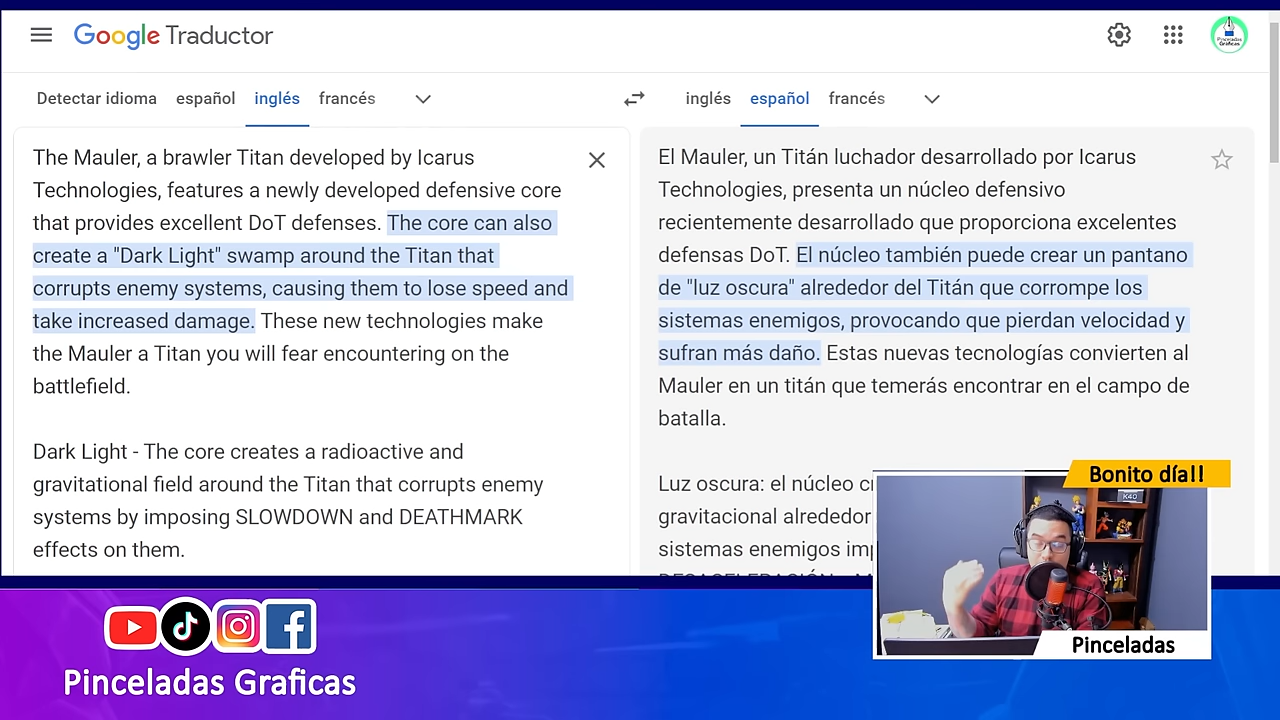 Google Traductor
Pinceladas
Graficas
Detectar idioma español inglés francés
inglés español francés
The Mauler, a brawler Titan developed by Icarus
Technologies, features a newly developed defensive core
that provides excellent DoT defenses. The core can also
create a "Dark Light" swamp around the Titan that
corrupts enemy systems, causing them to lose speed and
take increased damage. These new technologies make
the Mauler a Titan you will fear encountering on the
battlefield.
Dark Light - The core creates a radioactive and
gravitational field around the Titan that corrupts enemy
systems by imposing SLOWDOWN and DEATHMARK
effects on them.
El Mauler, un Titán luchador desarrollado por Icarus
Technologies, presenta un núcleo defensivo
recientemente desarrollado que proporciona excelentes
defensas DoT. El núcleo también puede crear un pantano
de "luz oscura" alrededor del Titán que corrompe los
sistemas enemigos, provocando que pierdan velocidad y
sufran más daño. Estas nuevas tecnologías convierten al
Mauler en un titán que temerás encontrar en el campo de
batalla.
Luz oscura: el núcleo c
gravitacional alrededor
sistemas enemigos im
Bonito día!!
K40
Pinceladas
Pinceladas Graficas